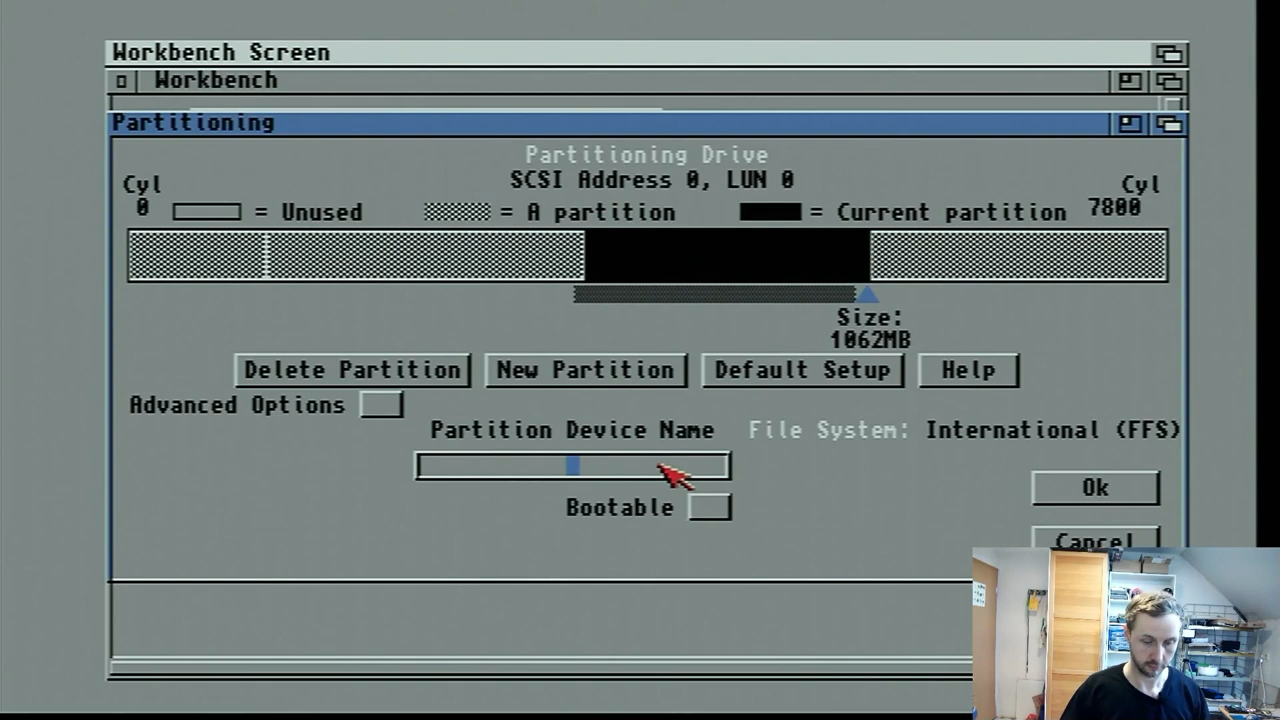 Workbench Screen
Workbench
Partitioning
Partitioning Drive
SCSI Address 0, LUN 0
Cyl
0
= Unused
= A partition
= Current partition
Cyl
7800
Size:
1062MB
Delete Partition
New Partition
Default Setup
Help
Advanced Options
Partition Device Name
File System: International (FFS)
Bootable
Ok
Cancel